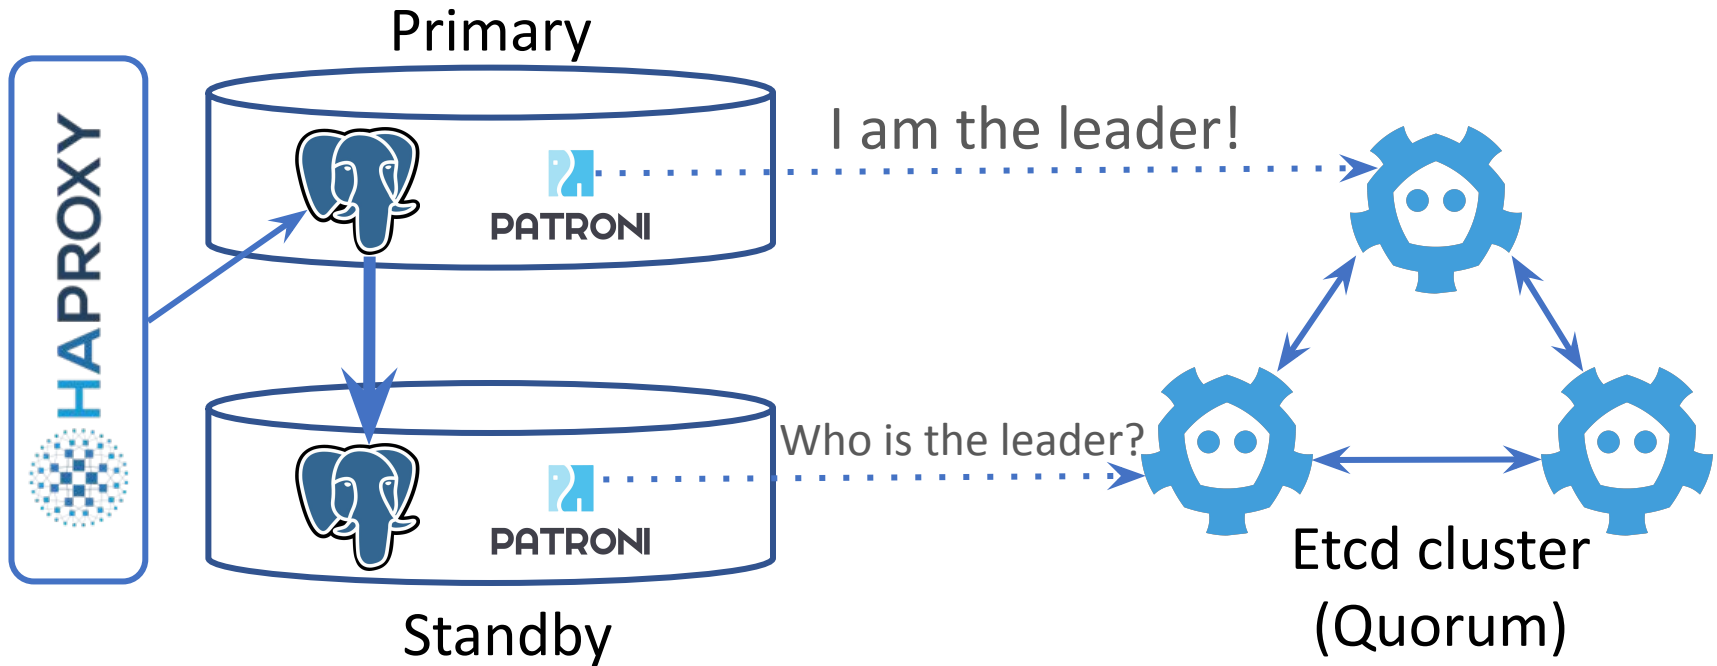 Primary
HAPROXY
I am the leader!
PATRONI
Who is the leader?
PATRONI
Standby
Etcd cluster
(Quorum)